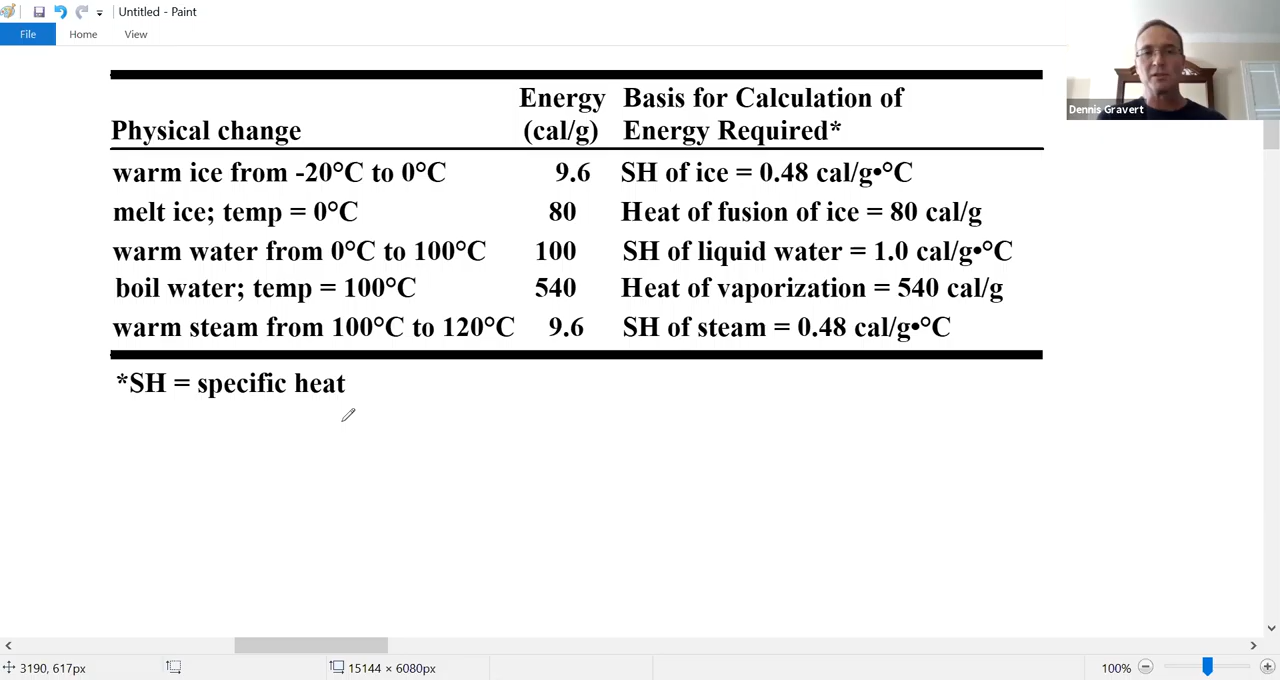 Untitled - Paint
File Home View
Dennis Gravert
Energy Basis for Calculation of
Physical change (cal/g) Energy Required*
warm ice from -20°C to 0°C 9.6 SH of ice = 0.48 cal/g•°C
melt ice; temp = 0°C 80 Heat of fusion of ice = 80 cal/g
warm water from 0°C to 100°C 100 SH of liquid water = 1.0 cal/g•°C
boil water; temp = 100°C 540 Heat of vaporization = 540 cal/g
warm steam from 100°C to 120°C 9.6 SH of steam = 0.48 cal/g•°C
*SH = specific heat
3190, 617px 15144 × 6080px 100%